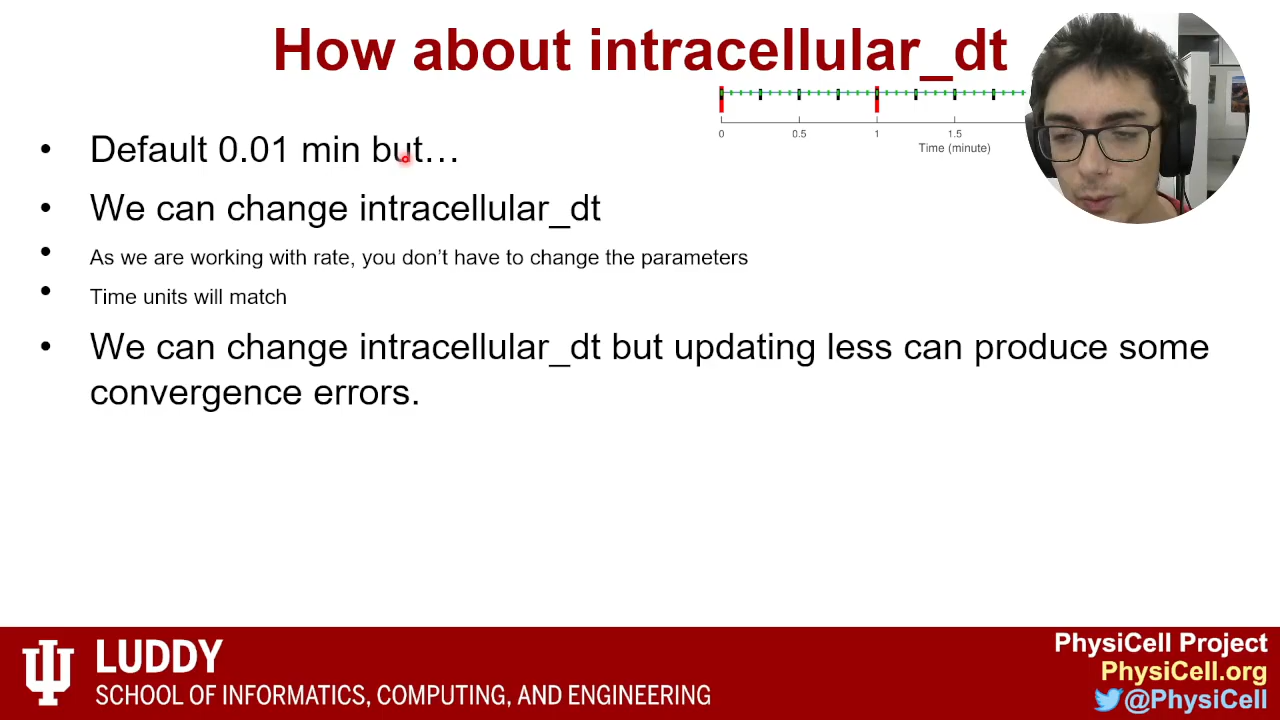 How about intracellular_dt
0 0.5 1 1.5
Time (minute)
• Default 0.01 min but…
• We can change intracellular_dt
• As we are working with rate, you don’t have to change the parameters
• Time units will match
• We can change intracellular_dt but updating less can produce some
convergence errors.
LUDDY
SCHOOL OF INFORMATICS, COMPUTING, AND ENGINEERING
PhysiCell Project
PhysiCell.org
@PhysiCell